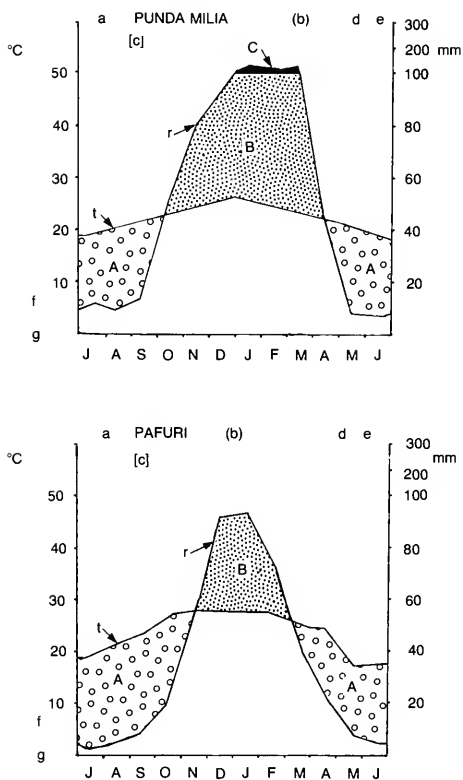 a PUNDA MILIA (b) d e
[c]
°C
300
200 mm
100
C
50
40
30
20
10
80
60
40
20
r
B
t
A
A
f
g
J A S O N D J F M A M J
a PAFURI (b) d e
[c]
°C
300
200 mm
100
50
40
30
20
10
80
60
40
20
r
B
t
A
A
f
g
J A S O N D J F M A M J